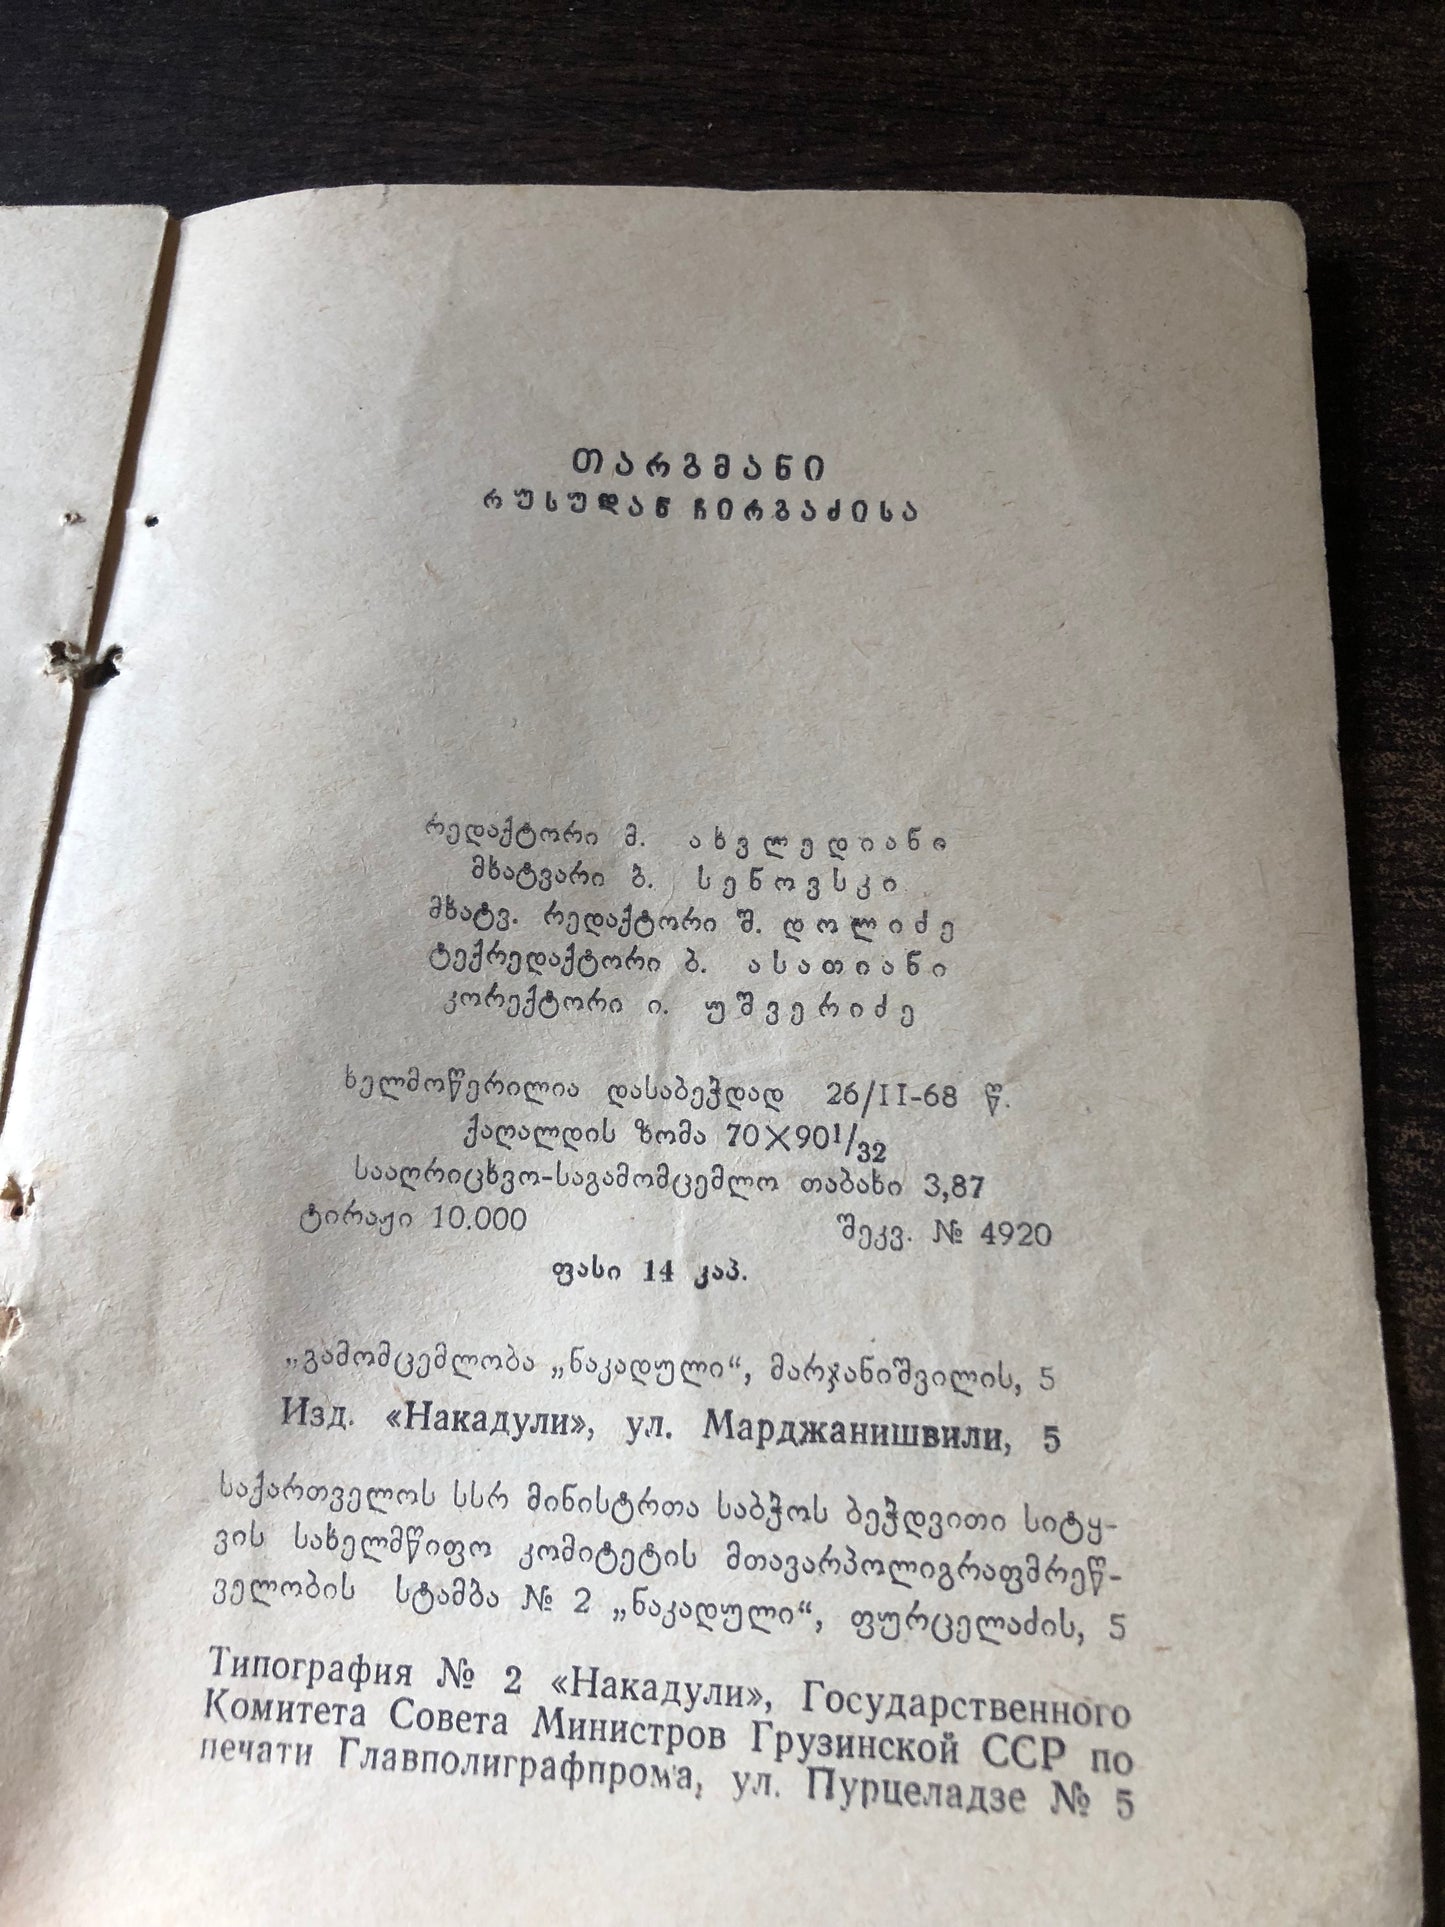 თარგმანი
რუსუდან ჩირგაძისა
რედაქტორი მ. ახვლედიანი
მხატვარი გ. სენოვსკი
მხატვ. რედაქტორი შ. დოლიძე
ტექრედაქტორი ბ. ასათიანი
კორექტორი ი. უშვერიძე
ხელმოწერილია დასაბეჭდად 26/II-68 წ.
ქაღალდის ზომა 70×90 1/32
სააღრიცხვო-საგამომცემლო თაბახი 3,87
ტირაჟი 10.000 შეკვ. № 4920
ფასი 14 კაპ.
„გამომცემლობა „ნაკადული“, მარჯანიშვილის, 5
Изд. «Накадули», ул. Марджанишвили, 5
საქართველოს სსრ მინისტრთა საბჭოს ბეჭდვითი სიტყ-
ვის სახელმწიფო კომიტეტის მთავარპოლიგრაფმრეწ-
ველობის სტამბა № 2 „ნაკადული“, ფურცელაძის, 5
Типография № 2 «Накадули», Государственного
Комитета Совета Министров Грузинской ССР по
печати Главполиграфпрома, ул. Пурцеладзе № 5